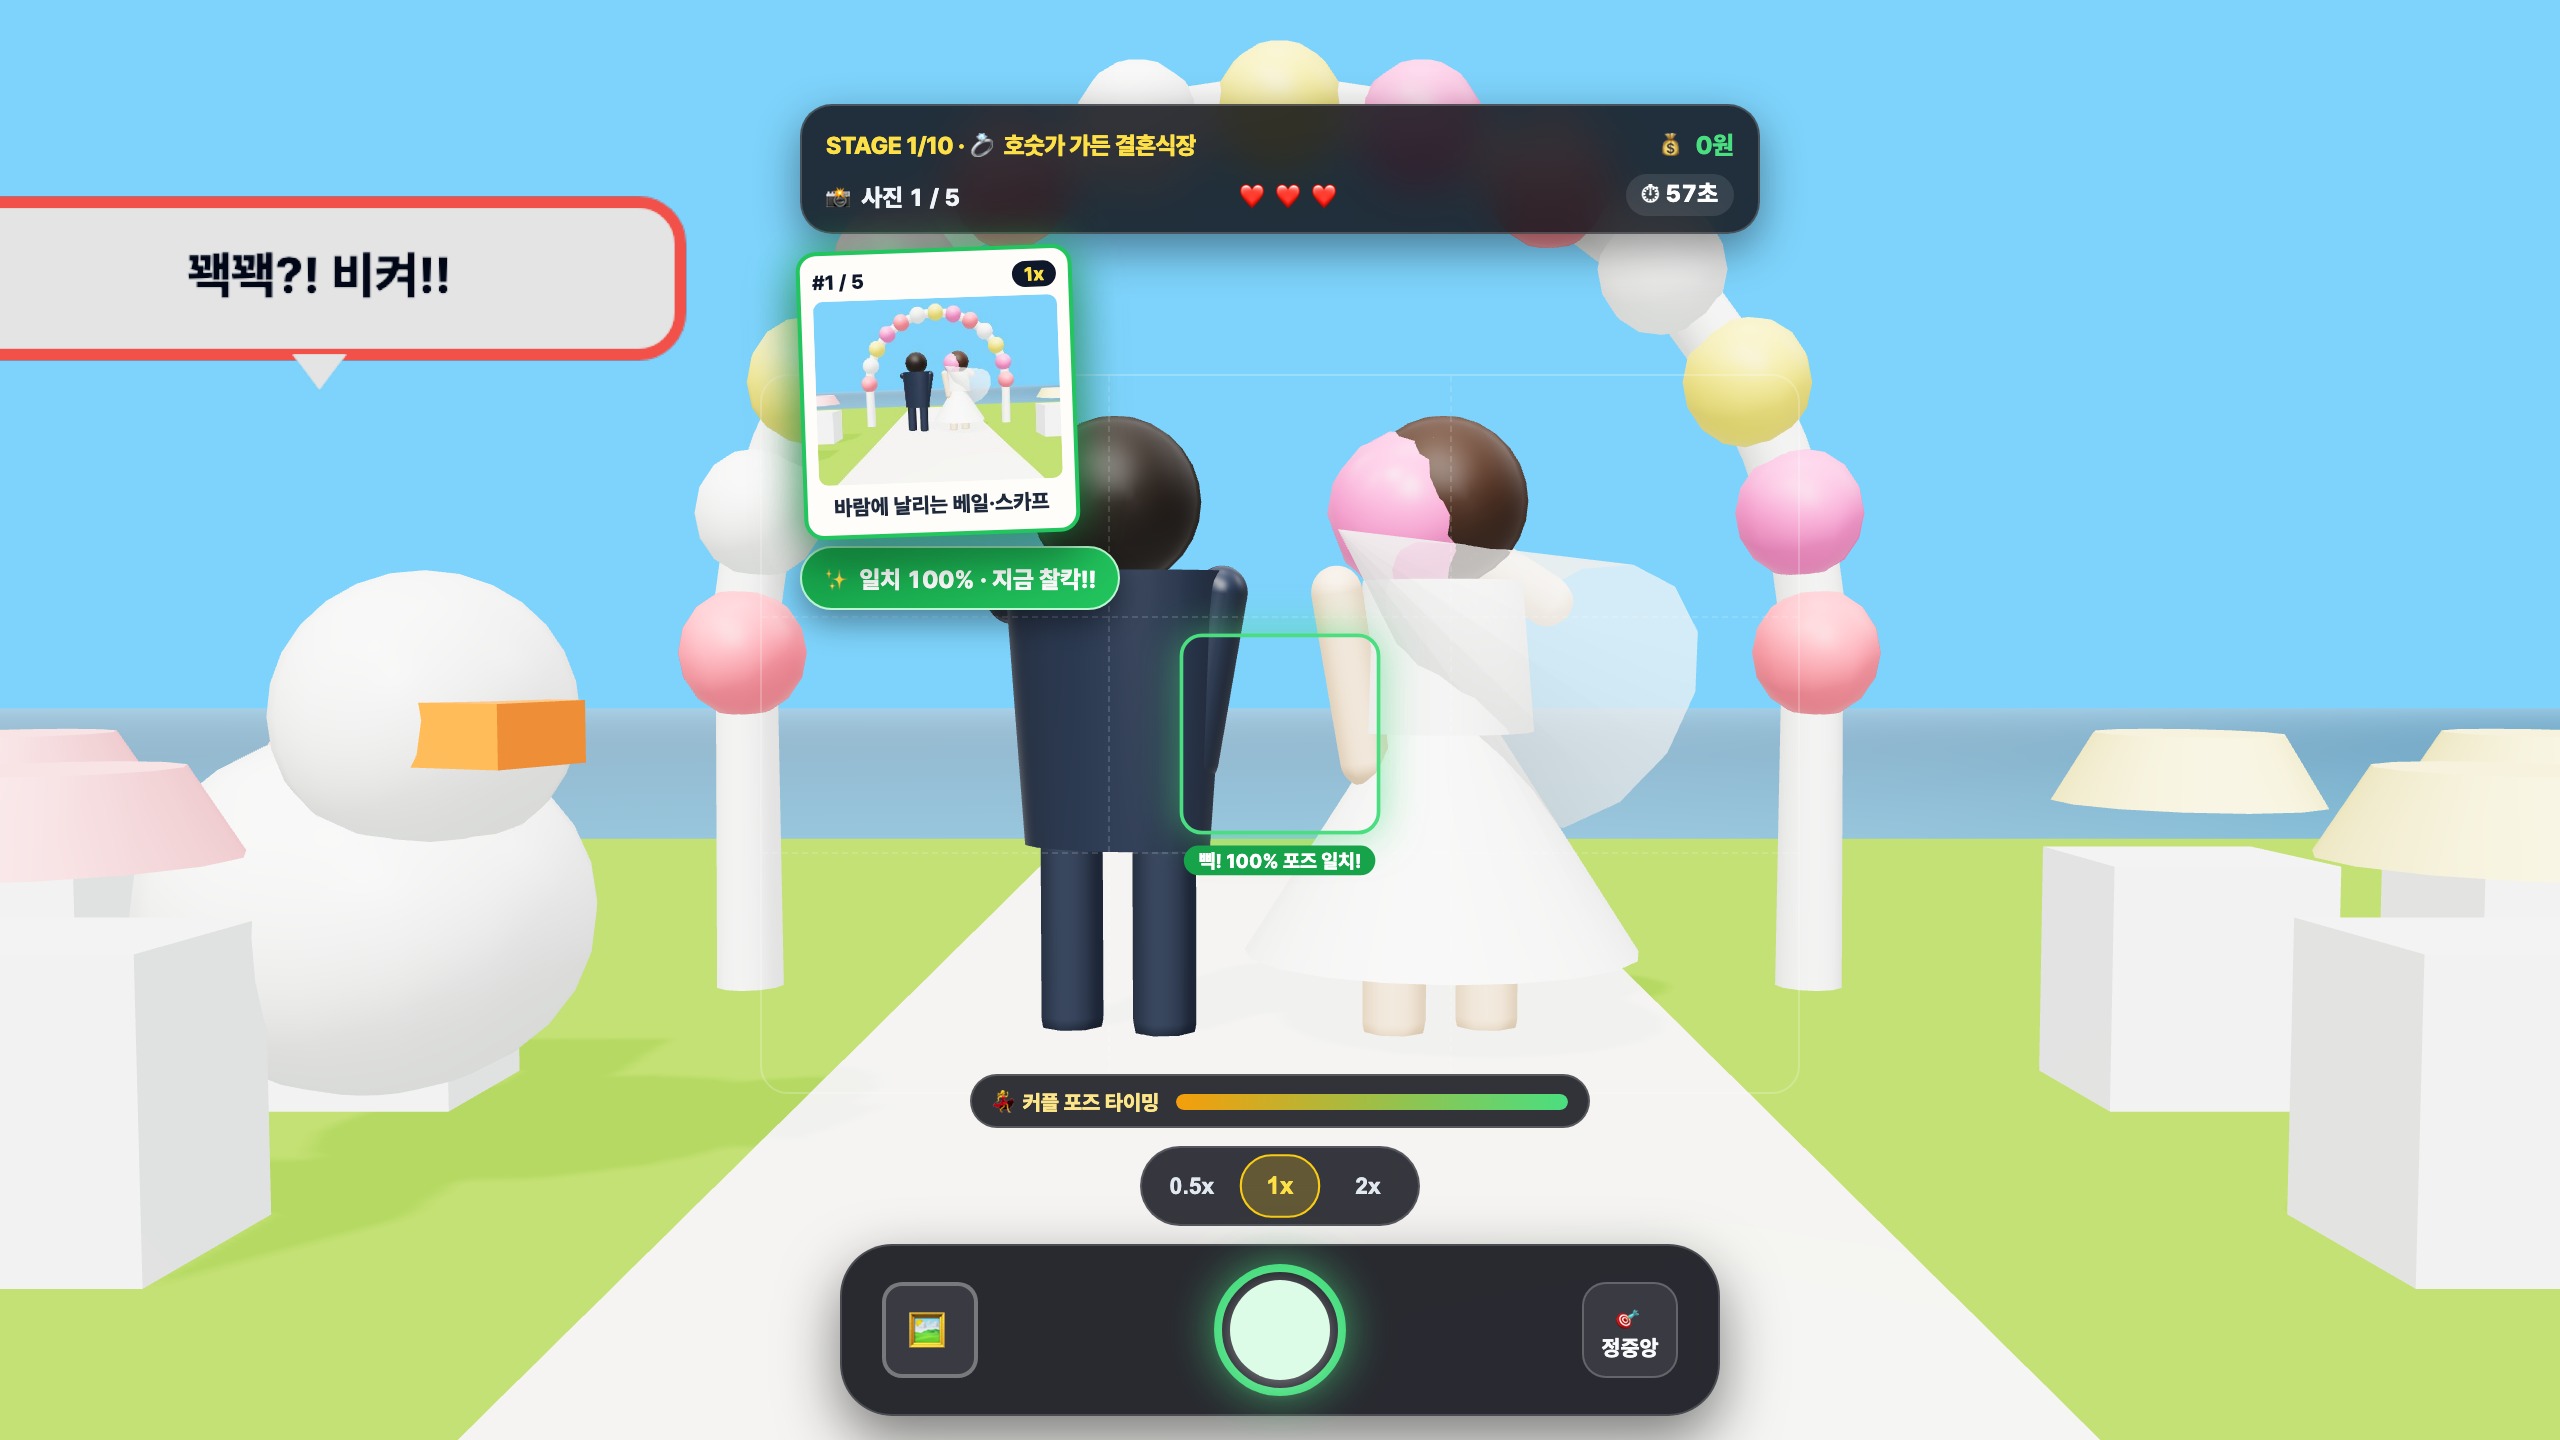 STAGE 1/10 · 💍 호숫가 가든 결혼식장
💰 0원
📸 사진 1 / 5
❤️❤️❤️
⏱ 57초
꽥꽥?! 비켜!!
#1 / 5
1x
바람에 날리는 베일·스카프
✨ 일치 100% · 지금 찰칵!!
삑! 100% 포즈 일치!
💃 커플 포즈 타이밍
0.5x 1x 2x
🎯
정중앙